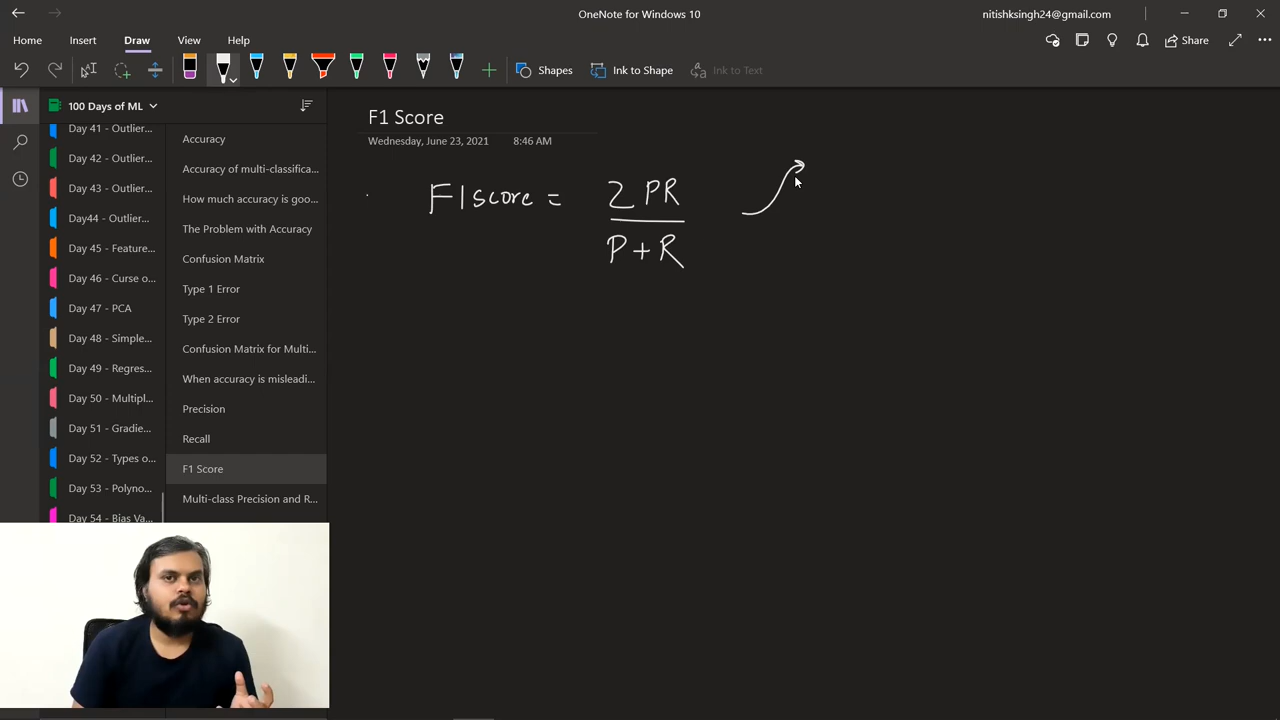 OneNote for Windows 10
nitishksingh24@gmail.com
Home Insert Draw View Help
Share
Shapes
Ink to Shape
Ink to Text
100 Days of ML
Day 41 - Outlier...
Day 42 - Outlier...
Day 43 - Outlier...
Day44 - Outlier...
Day 45 - Feature...
Day 46 - Curse o...
Day 47 - PCA
Day 48 - Simple...
Day 49 - Regres...
Day 50 - Multipl...
Day 51 - Gradie...
Day 52 - Types o...
Day 53 - Polyno...
Day 54 - Bias Va...
Accuracy
Accuracy of multi-classifica...
How much accuracy is goo...
The Problem with Accuracy
Confusion Matrix
Type 1 Error
Type 2 Error
Confusion Matrix for Multi...
When accuracy is misleadi...
Precision
Recall
F1 Score
Multi-class Precision and R...
F1 Score
Wednesday, June 23, 2021 8:46 AM
F1 score = 2 PR
P + R